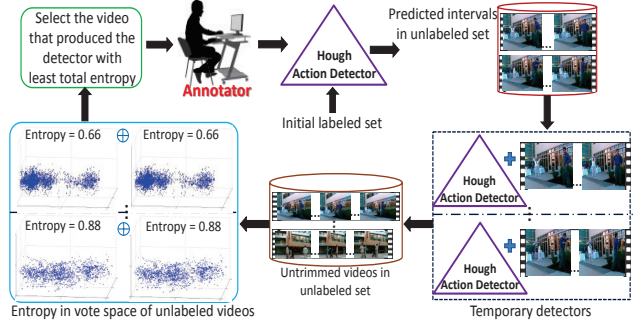 Select the video
that produced the
detector with
least total entropy
Annotator
Hough
Action Detector
Initial labeled set
Predicted intervals
in unlabeled set
Entropy = 0.66
Entropy = 0.66
Entropy = 0.88
Entropy = 0.88
Entropy in vote space of unlabeled videos
Untrimmed videos in
unlabeled set
Hough
Action Detector
Hough
Action Detector
Temporary detectors